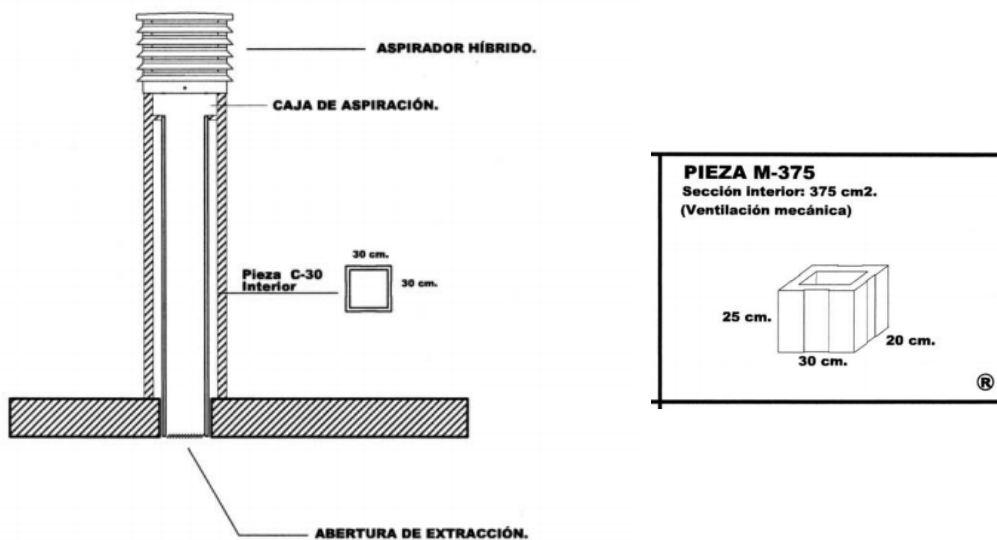 ASPIRADOR HÍBRIDO.
CAJA DE ASPIRACIÓN.
30 cm.
Pieza C-30
Interior
30 cm.
ABERTURA DE EXTRACCIÓN.
PIEZA M-375
Sección interior: 375 cm2.
(Ventilación mecánica)
25 cm.
20 cm.
30 cm.
®